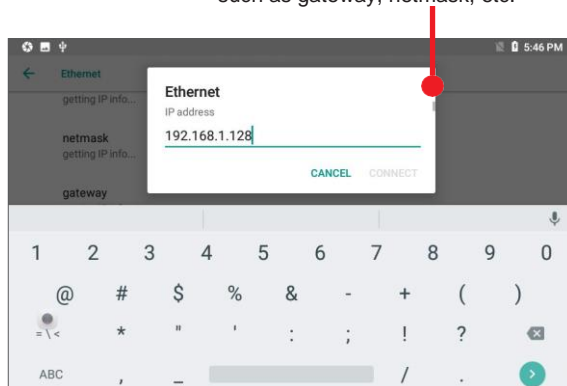 such as gateway, netmask, etc.
5:46 PM
Ethernet
getting IP info...
netmask
getting IP info...
gateway
Ethernet
IP address
192.168.1.128
CANCEL CONNECT
1 2 3 4 5 6 7 8 9 0
@ # $ % & - + ( )
= \ < * " ' : ; ! ?
ABC , _ / .